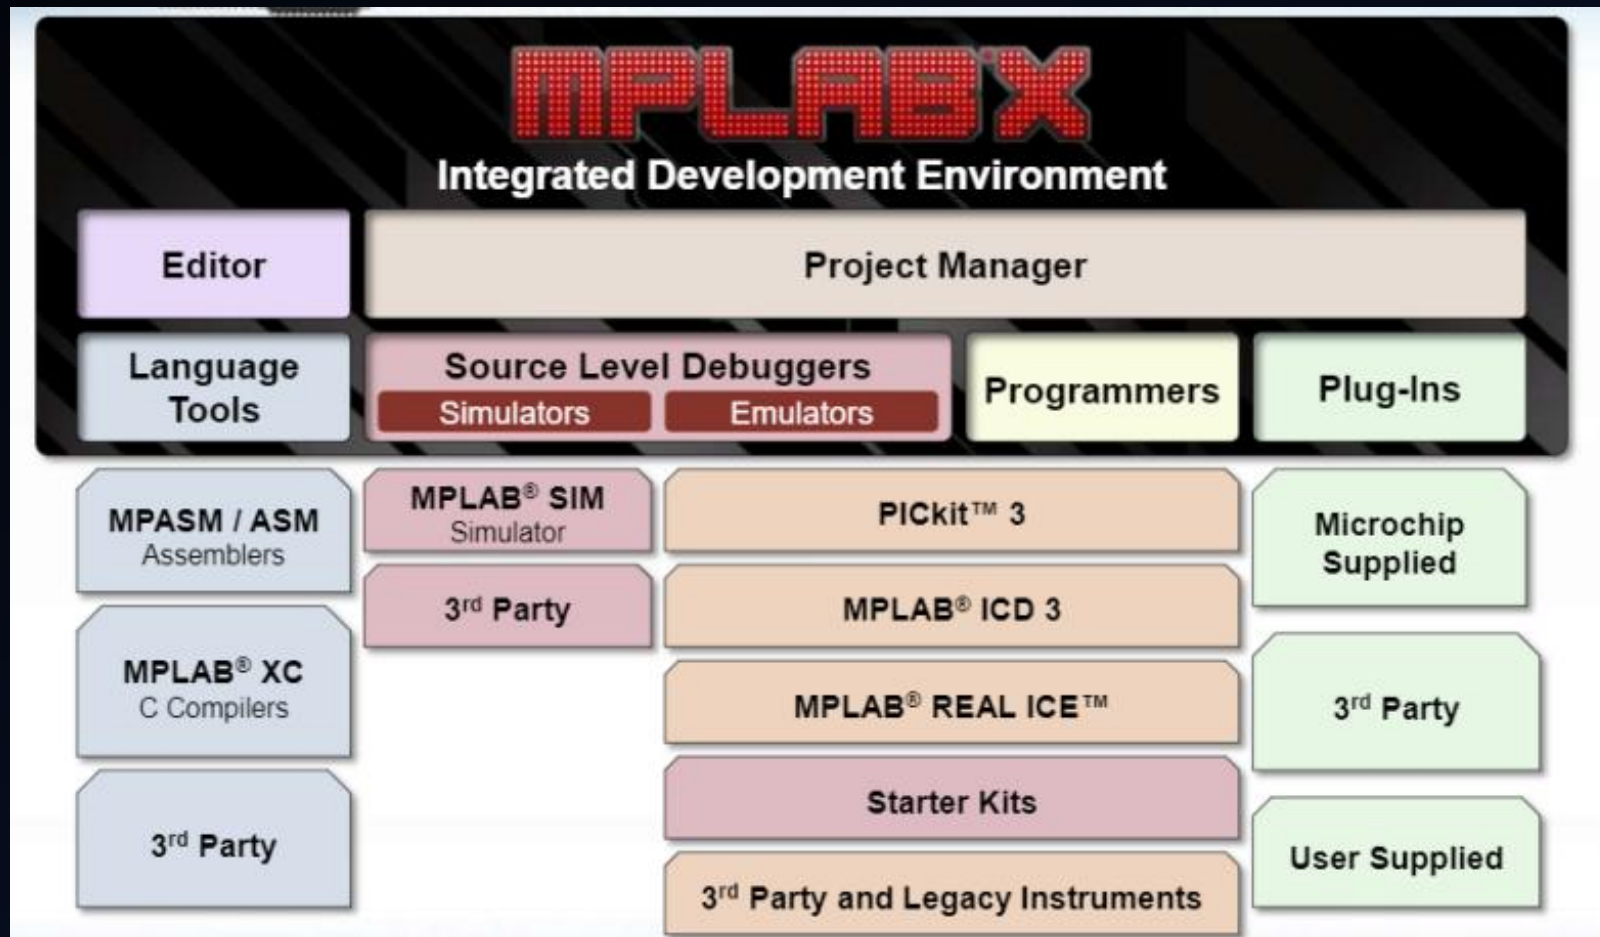 MPLAB®X
Integrated Development Environment
Editor
Project Manager
Language
Tools
Source Level Debuggers
Simulators
Emulators
Programmers
Plug-Ins
MPASM / ASM
Assemblers
MPLAB® XC
C Compilers
3rd Party
MPLAB® SIM
Simulator
3rd Party
PICkit™ 3
MPLAB® ICD 3
MPLAB® REAL ICE™
Starter Kits
3rd Party and Legacy Instruments
Microchip
Supplied
3rd Party
User Supplied